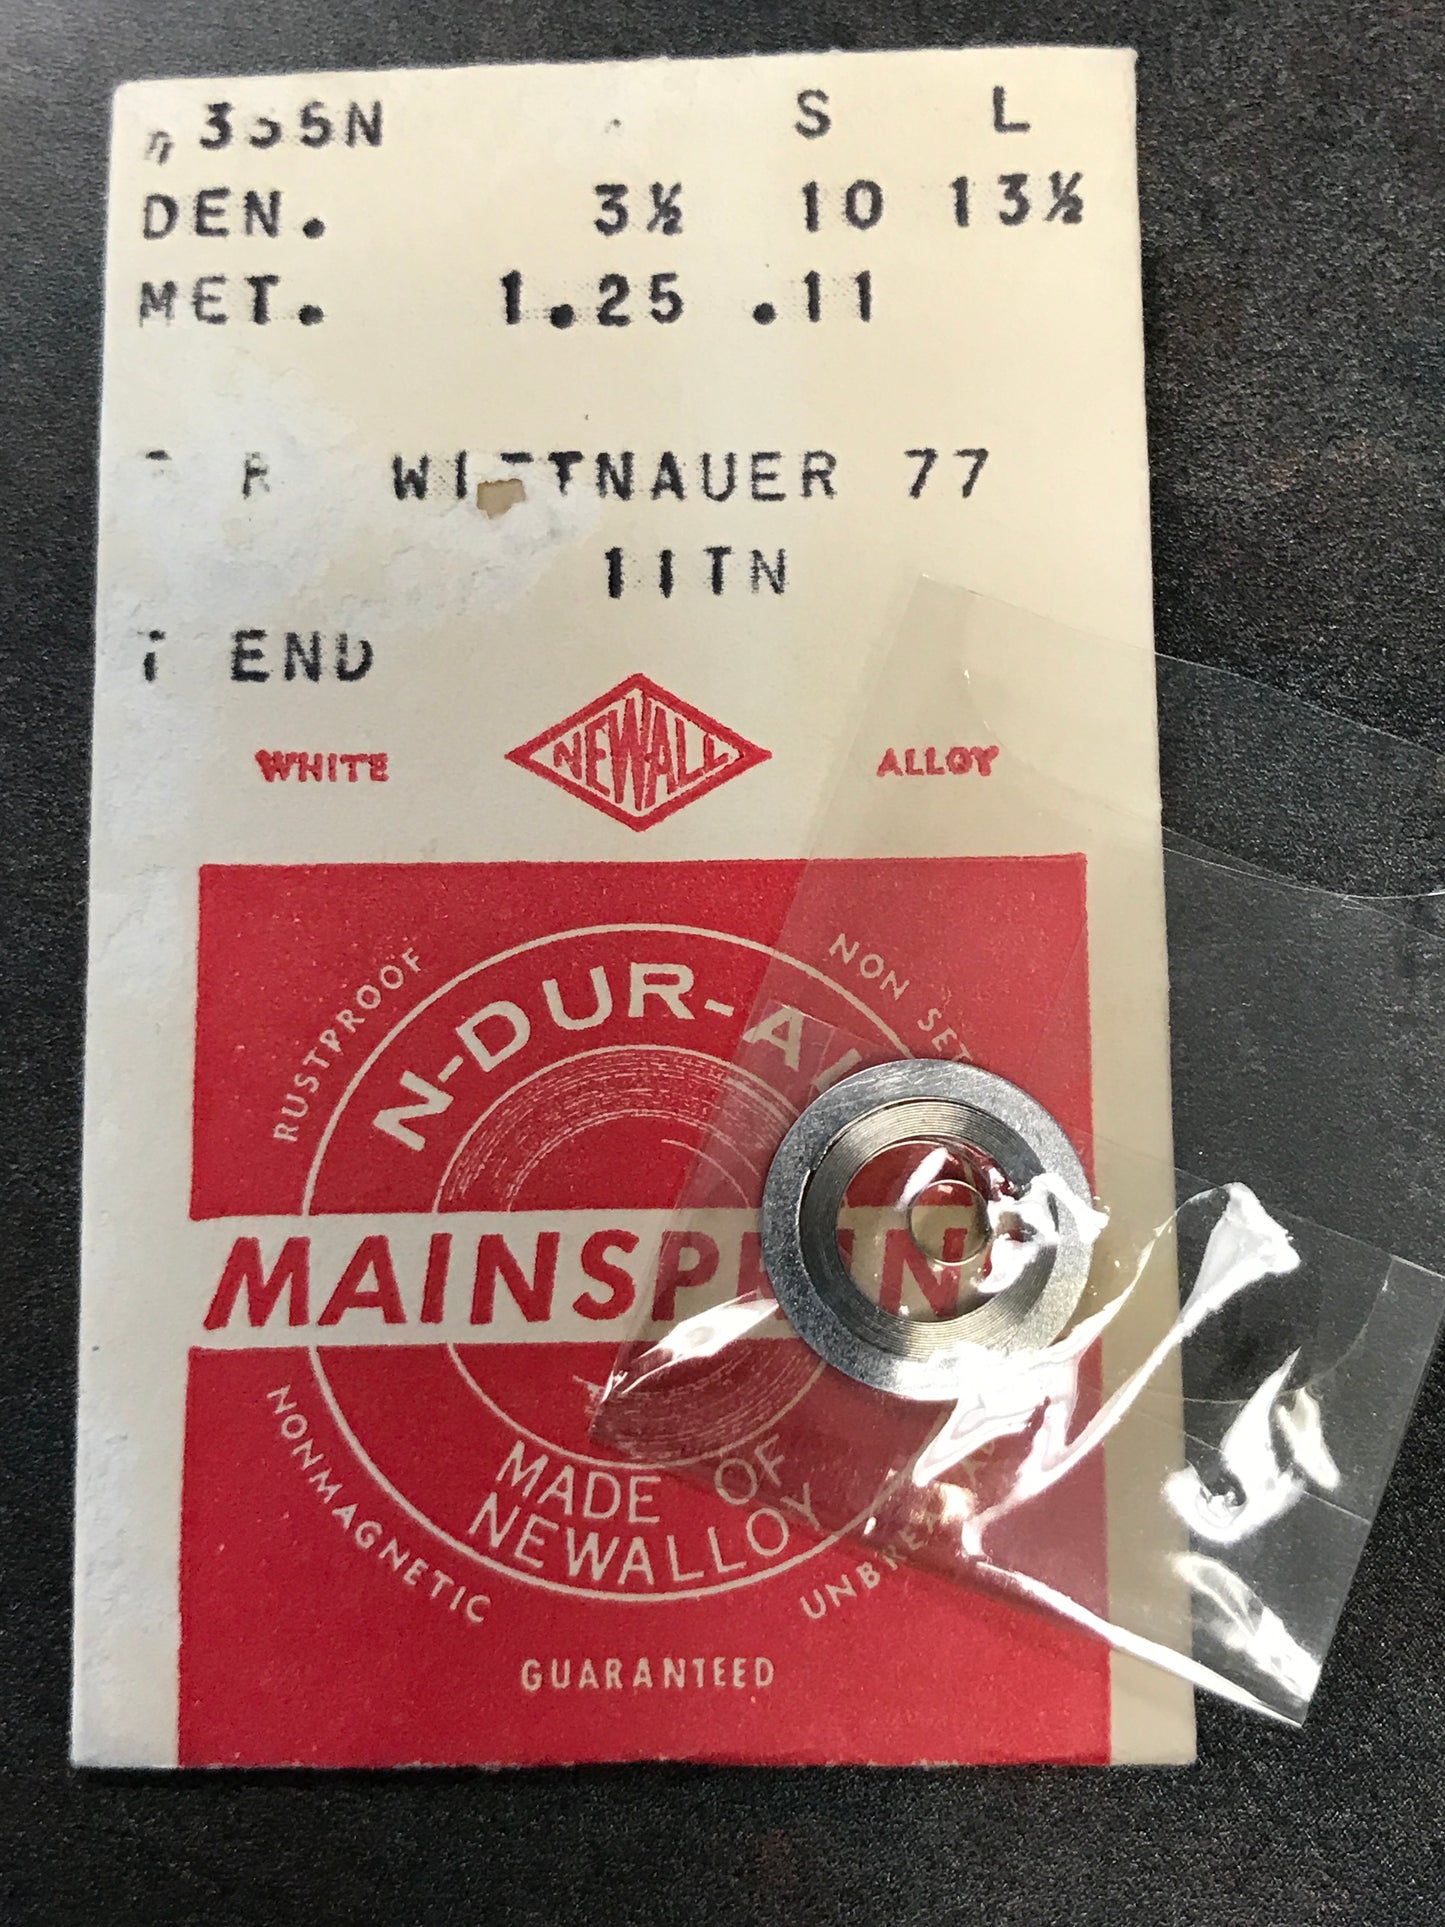 S L
DEN. 3½ 10 13½
MET. 1.25 .11
WITTNAUER 77
11TN
END
WHITE NEWALL ALLOY
RUSTPROOF
NON SET
N-DUR-A
MAINSPRIN
MADE OF
NEWALLOY
NONMAGNETIC
GUARANTEED